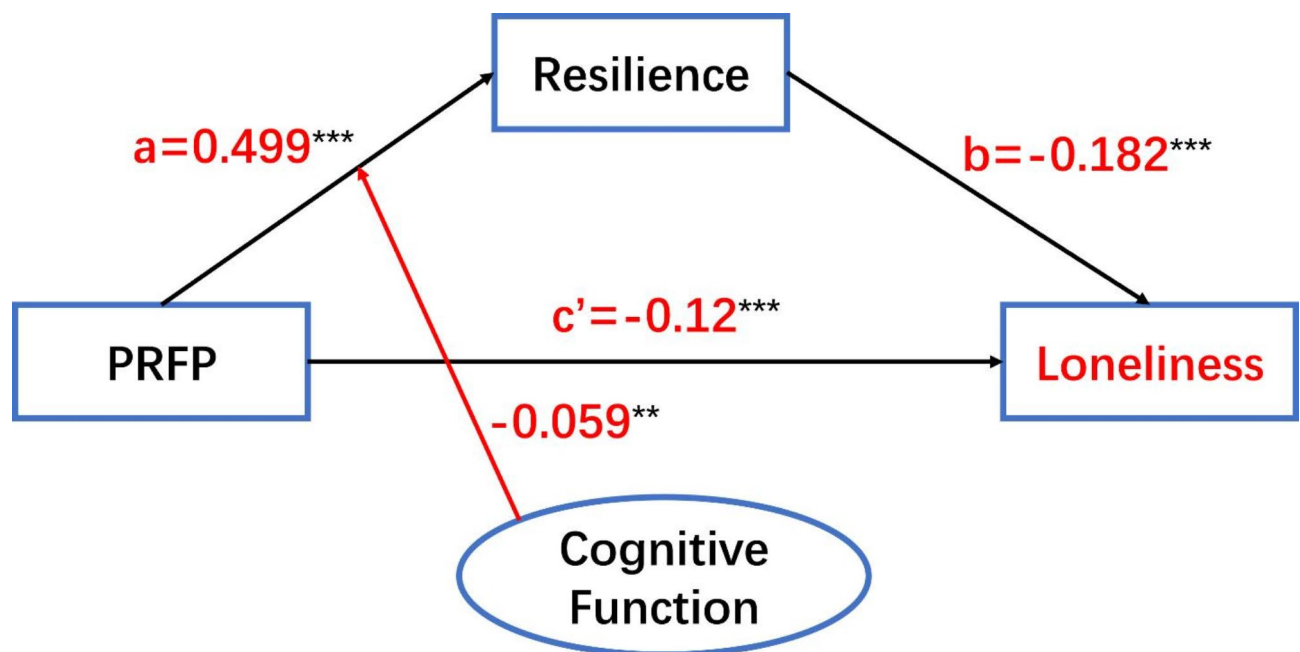 Resilience
a=0.499***
b=-0.182***
c’=-0.12***
PRFP
Loneliness
-0.059**
Cognitive
Function